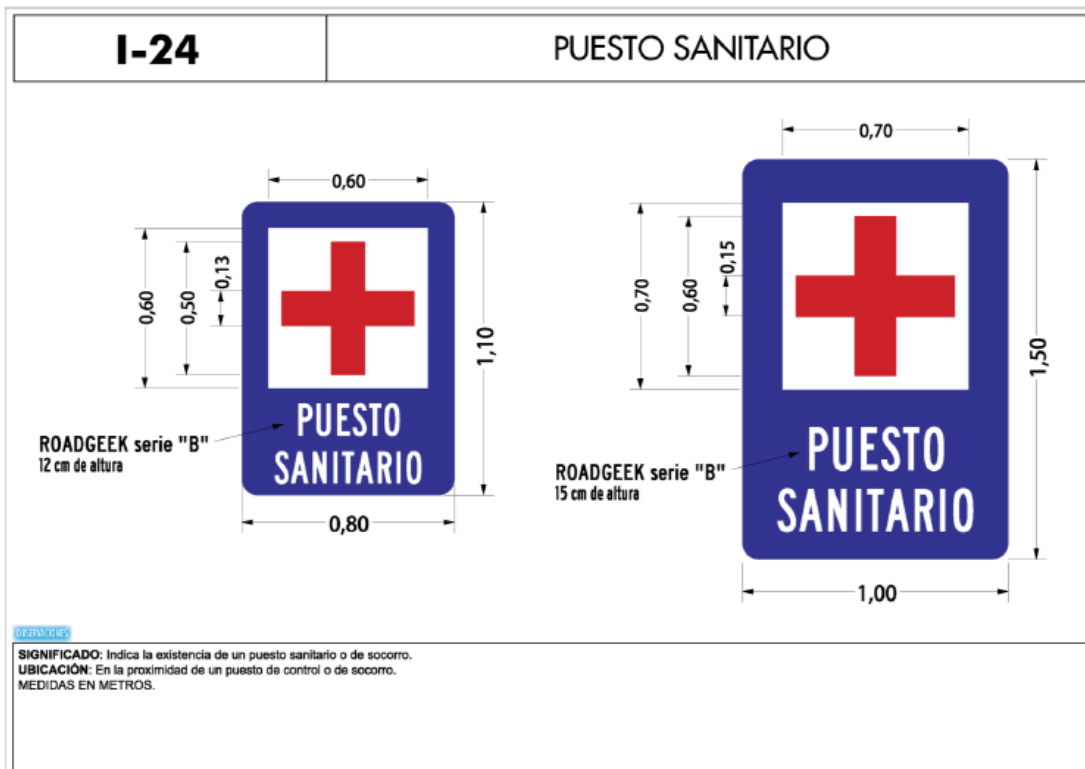 I-24
PUESTO SANITARIO
0,60
0,60
0,50
0,13
1,10
PUESTO
SANITARIO
ROADGEEK serie "B"
12 cm de altura
0,80
0,70
0,70
0,60
0,15
1,50
PUESTO
SANITARIO
ROADGEEK serie "B"
15 cm de altura
1,00
OBSERVACIONES
SIGNIFICADO: Indica la existencia de un puesto sanitario o de socorro.
UBICACIÓN: En la proximidad de un puesto de control o de socorro.
MEDIDAS EN METROS.